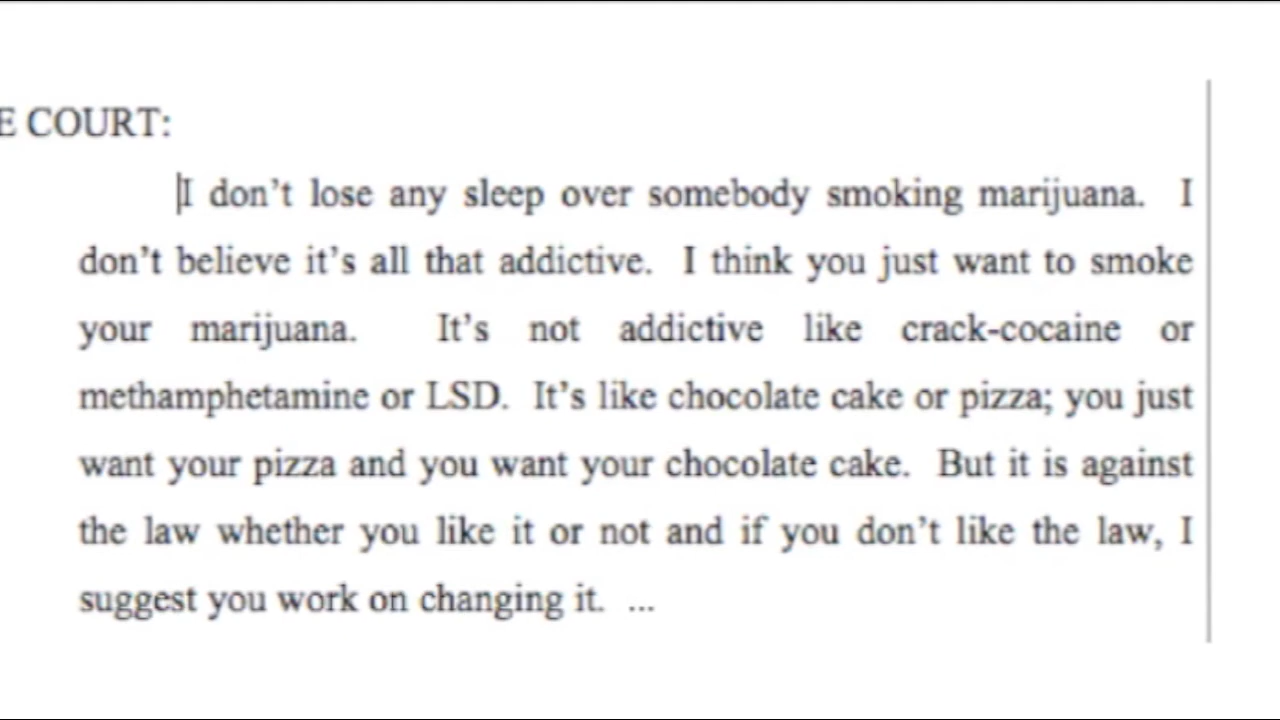 E COURT:
I don't lose any sleep over somebody smoking marijuana. I
don't believe it's all that addictive. I think you just want to smoke
your marijuana. It's not addictive like crack-cocaine or
methamphetamine or LSD. It's like chocolate cake or pizza; you just
want your pizza and you want your chocolate cake. But it is against
the law whether you like it or not and if you don't like the law, I
suggest you work on changing it. ...